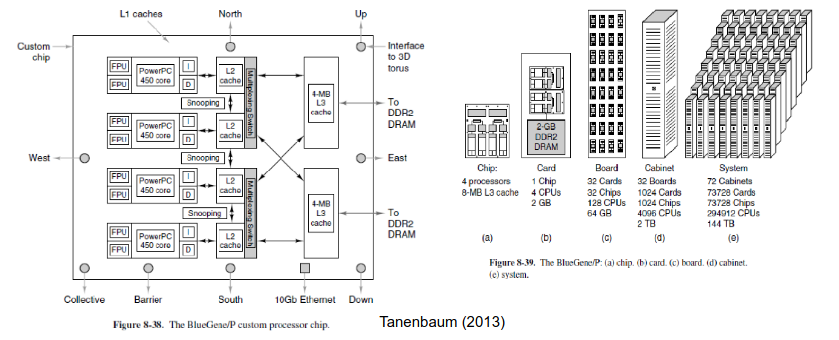 L1 caches
North
Up
Custom
chip
Interface
to 3D
torus
FPU
FPU
PowerPC
450 core
I
D
L2
cache
Snooping
FPU
FPU
PowerPC
450 core
I
D
L2
cache
Multiplexing Switch
4-MB
L3
cache
To
DDR2
DRAM
West
Snooping
East
FPU
FPU
PowerPC
450 core
I
D
L2
cache
Snooping
FPU
FPU
PowerPC
450 core
I
D
L2
cache
Multiplexing Switch
4-MB
L3
cache
To
DDR2
DRAM
Collective
Barrier
South
10Gb Ethernet
Down
Figure 8-38. The BlueGene/P custom processor chip.
2-GB
DDR2
DRAM
Chip:
4 processors
8-MB L3 cache
(a)
Card
1 Chip
4 CPUs
2 GB
(b)
Board
32 Cards
32 Chips
128 CPUs
64 GB
(c)
Cabinet
32 Boards
1024 Cards
1024 Chips
4096 CPUs
2 TB
(d)
System
72 Cabinets
73728 Cards
73728 Chips
294912 CPUs
144 TB
(e)
Figure 8-39. The BlueGene/P: (a) chip. (b) card. (c) board. (d) cabinet.
(e) system.
Tanenbaum (2013)